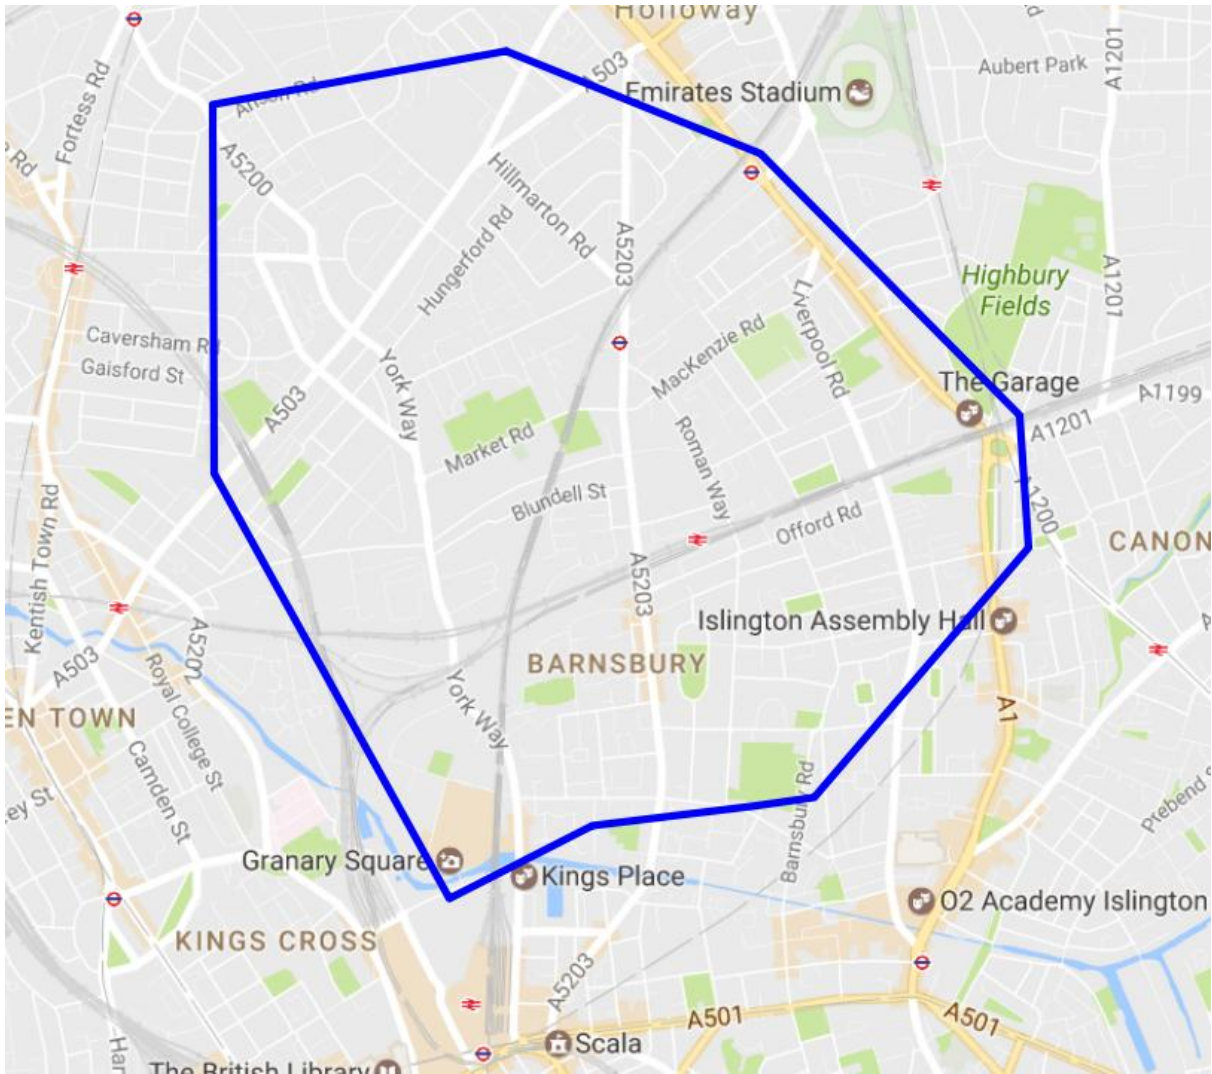 Holloway
Fortess Rd
Anson Rd
A503
Emirates Stadium
Aubert Park
A1201
Rd
A5200
Hillmarton Rd
Hungerford Rd
A5203
Highbury
Fields
A1201
Liverpool Rd
Caversham Rd
Gaisford St
MacKenzie Rd
York Way
A503
The Garage
A1199
A1201
Market Rd
Roman Way
Blundell St
Offord Rd
A1200
Kentish Town Rd
CANON
A5203
Islington Assembly Hall
A5202
A503
Royal College St
BARNSBURY
York Way
EN TOWN
A1
Camden St
Barnsbury Rd
Prebend S
ey St
Granary Square
Kings Place
O2 Academy Islington
KINGS CROSS
A5203
A501
A501
Scala
Har
The British Library